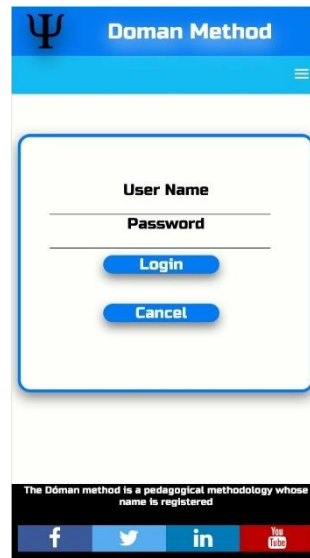 Ψ Doman Method
User Name
Password
Login
Cancel
The Dóman method is a pedagogical methodology whose
name is registered
f in You
Tube